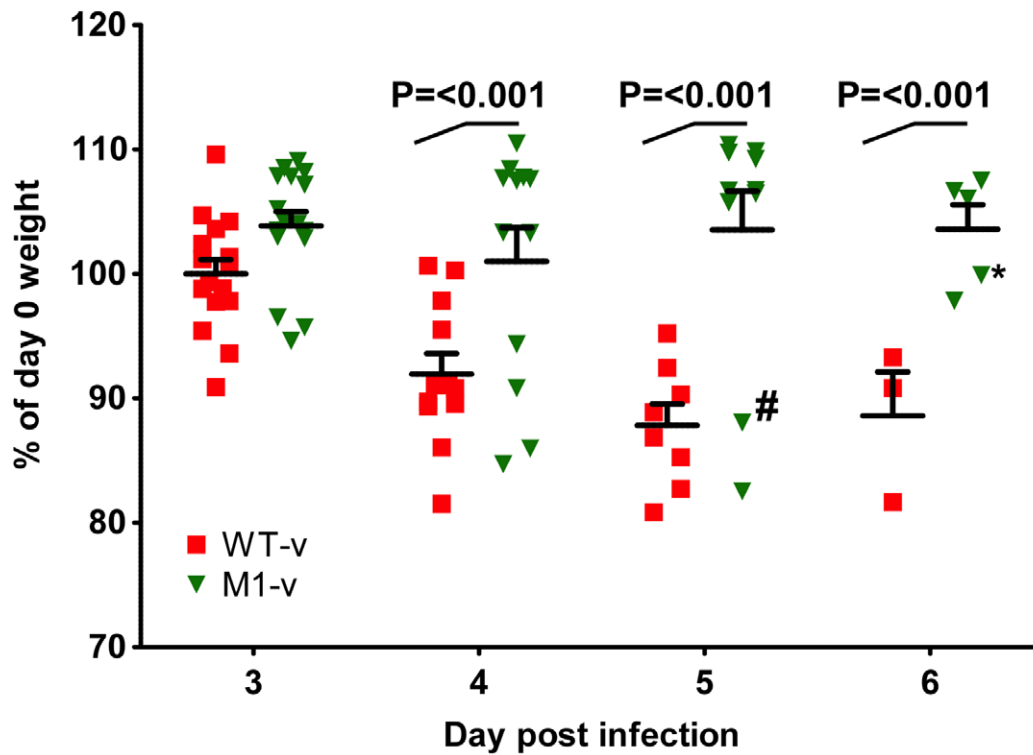 120
110
100
90
80
70
% of day 0 weight
P=<0.001 P=<0.001 P=<0.001
#
*
WT-v
M1-v
3 4 5 6
Day post infection